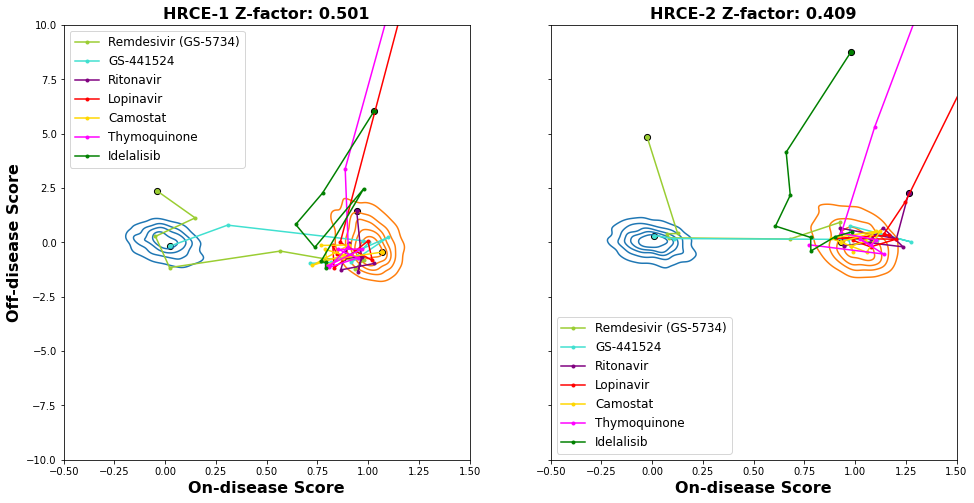 HRCE-1 Z-factor: 0.501
HRCE-2 Z-factor: 0.409
Off-disease Score
10.0
7.5
5.0
2.5
0.0
−2.5
−5.0
−7.5
−10.0
Remdesivir (GS-5734)
GS-441524
Ritonavir
Lopinavir
Camostat
Thymoquinone
Idelalisib
−0.50 −0.25 0.00 0.25 0.50 0.75 1.00 1.25 1.50
On-disease Score
Remdesivir (GS-5734)
GS-441524
Ritonavir
Lopinavir
Camostat
Thymoquinone
Idelalisib
−0.50 −0.25 0.00 0.25 0.50 0.75 1.00 1.25 1.50
On-disease Score